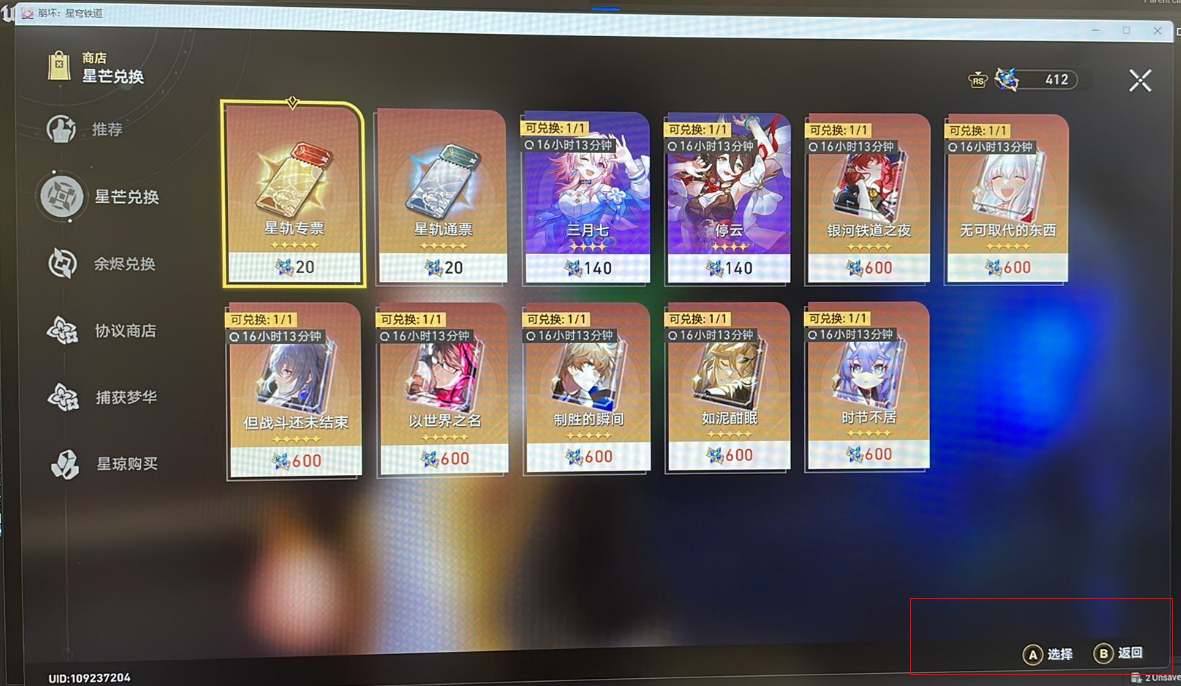 崩坏：星穹铁道
商店
星芒兑换
RS
412
推荐
星芒兑换
余烬兑换
协议商店
捕获梦华
星琼购买
星轨专票
20
星轨通票
20
可兑换：1/1
16小时13分钟
三月七
140
可兑换：1/1
16小时13分钟
停云
140
可兑换：1/1
16小时13分钟
银河铁道之夜
600
可兑换：1/1
16小时13分钟
无可取代的东西
600
可兑换：1/1
16小时13分钟
但战斗还未结束
600
可兑换：1/1
16小时13分钟
以世界之名
600
可兑换：1/1
16小时13分钟
制胜的瞬间
600
可兑换：1/1
16小时13分钟
如泥酣眠
600
可兑换：1/1
16小时13分钟
时节不居
600
A 选择 B 返回
UID:109237204
2 Unsave